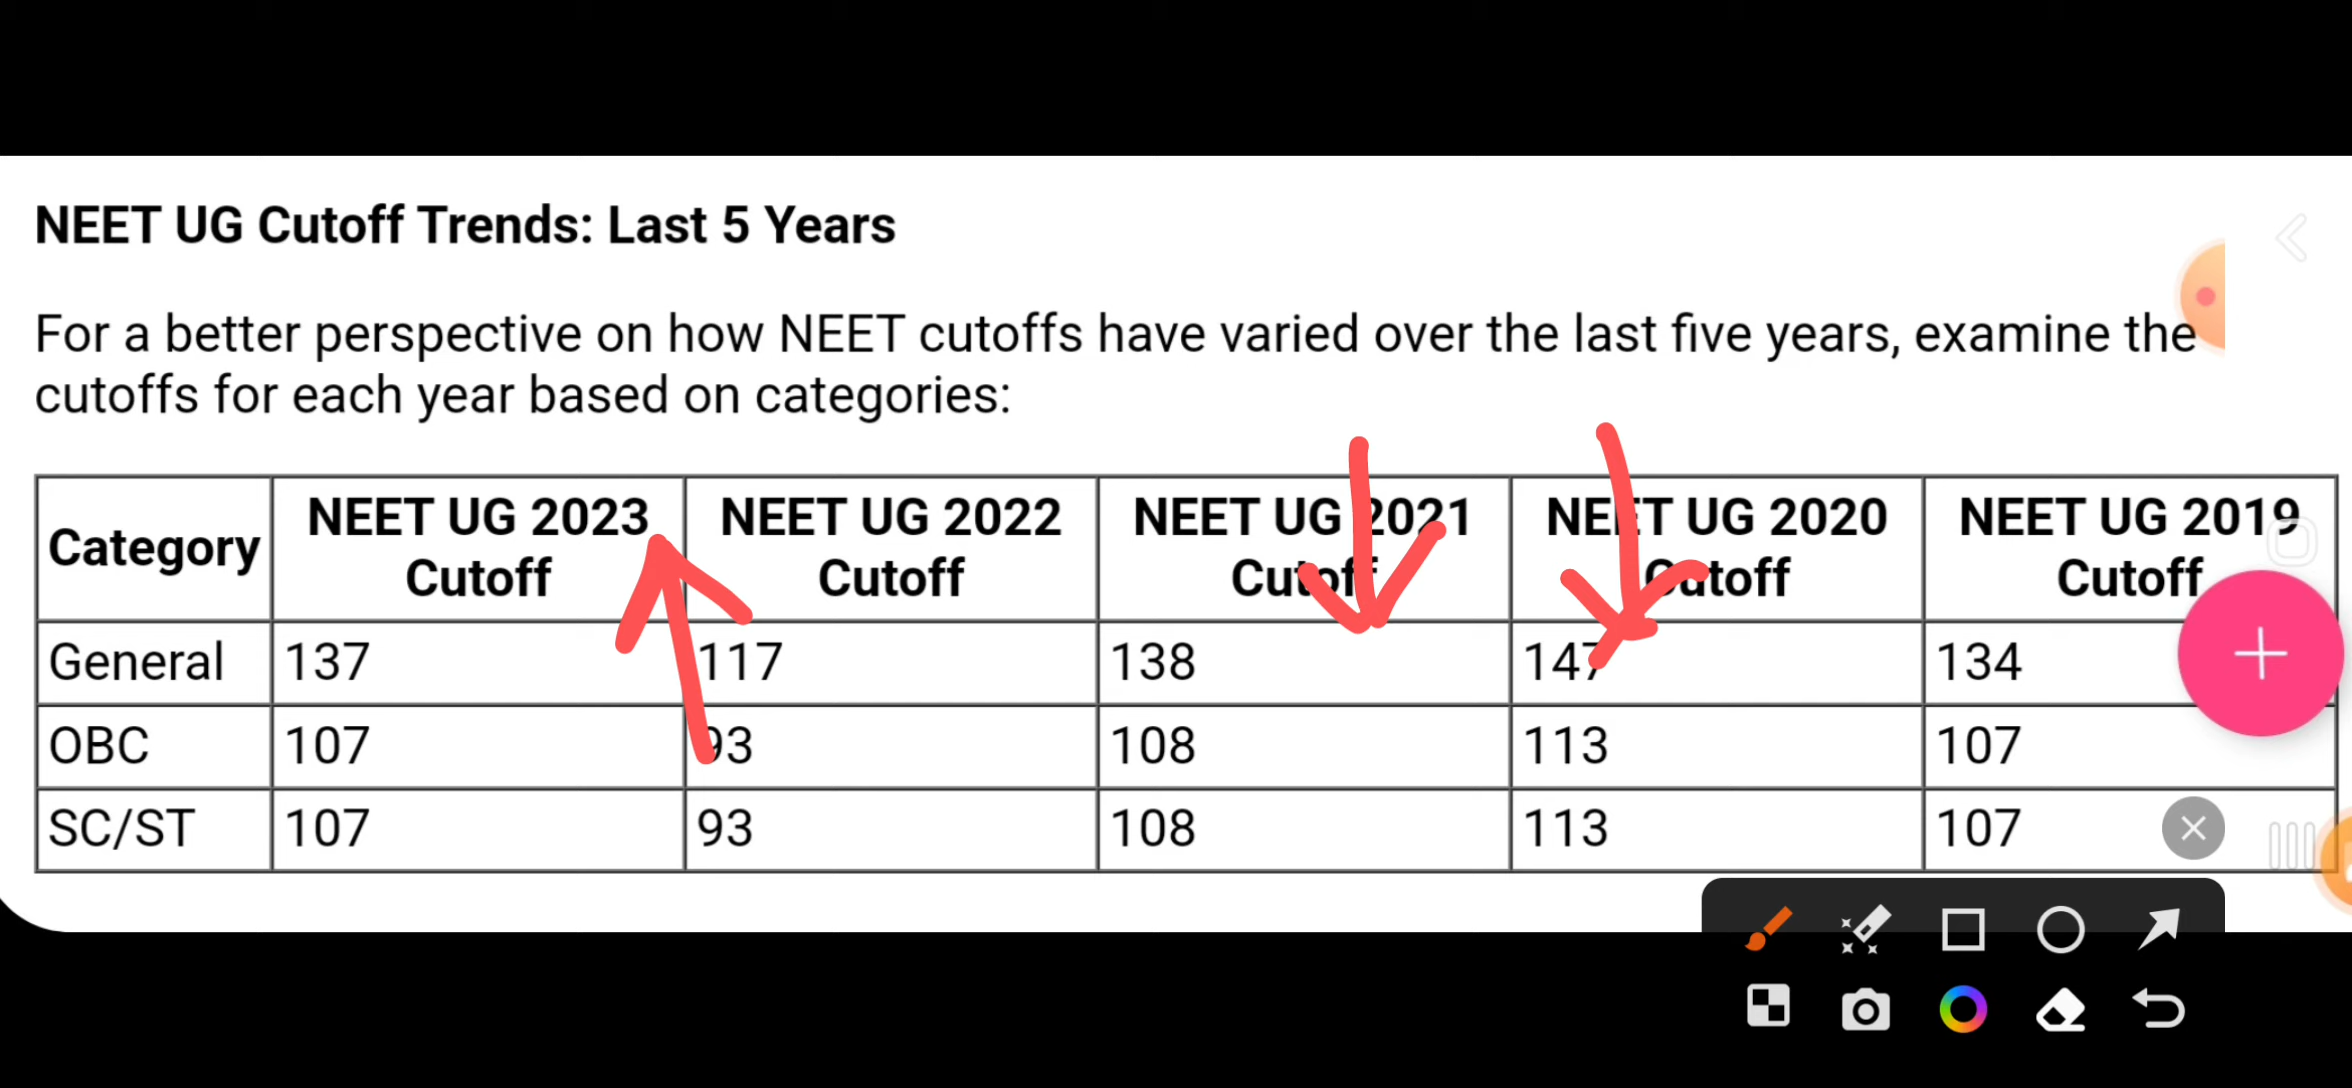 NEET UG Cutoff Trends: Last 5 Years
For a better perspective on how NEET cutoffs have varied over the last five years, examine the
cutoffs for each year based on categories:
Category NEET UG 2023 Cutoff NEET UG 2022 Cutoff NEET UG 2021 Cutoff NEET UG 2020 Cutoff NEET UG 2019 Cutoff
General 137 117 138 147 134
OBC 107 93 108 113 107
SC/ST 107 93 108 113 107